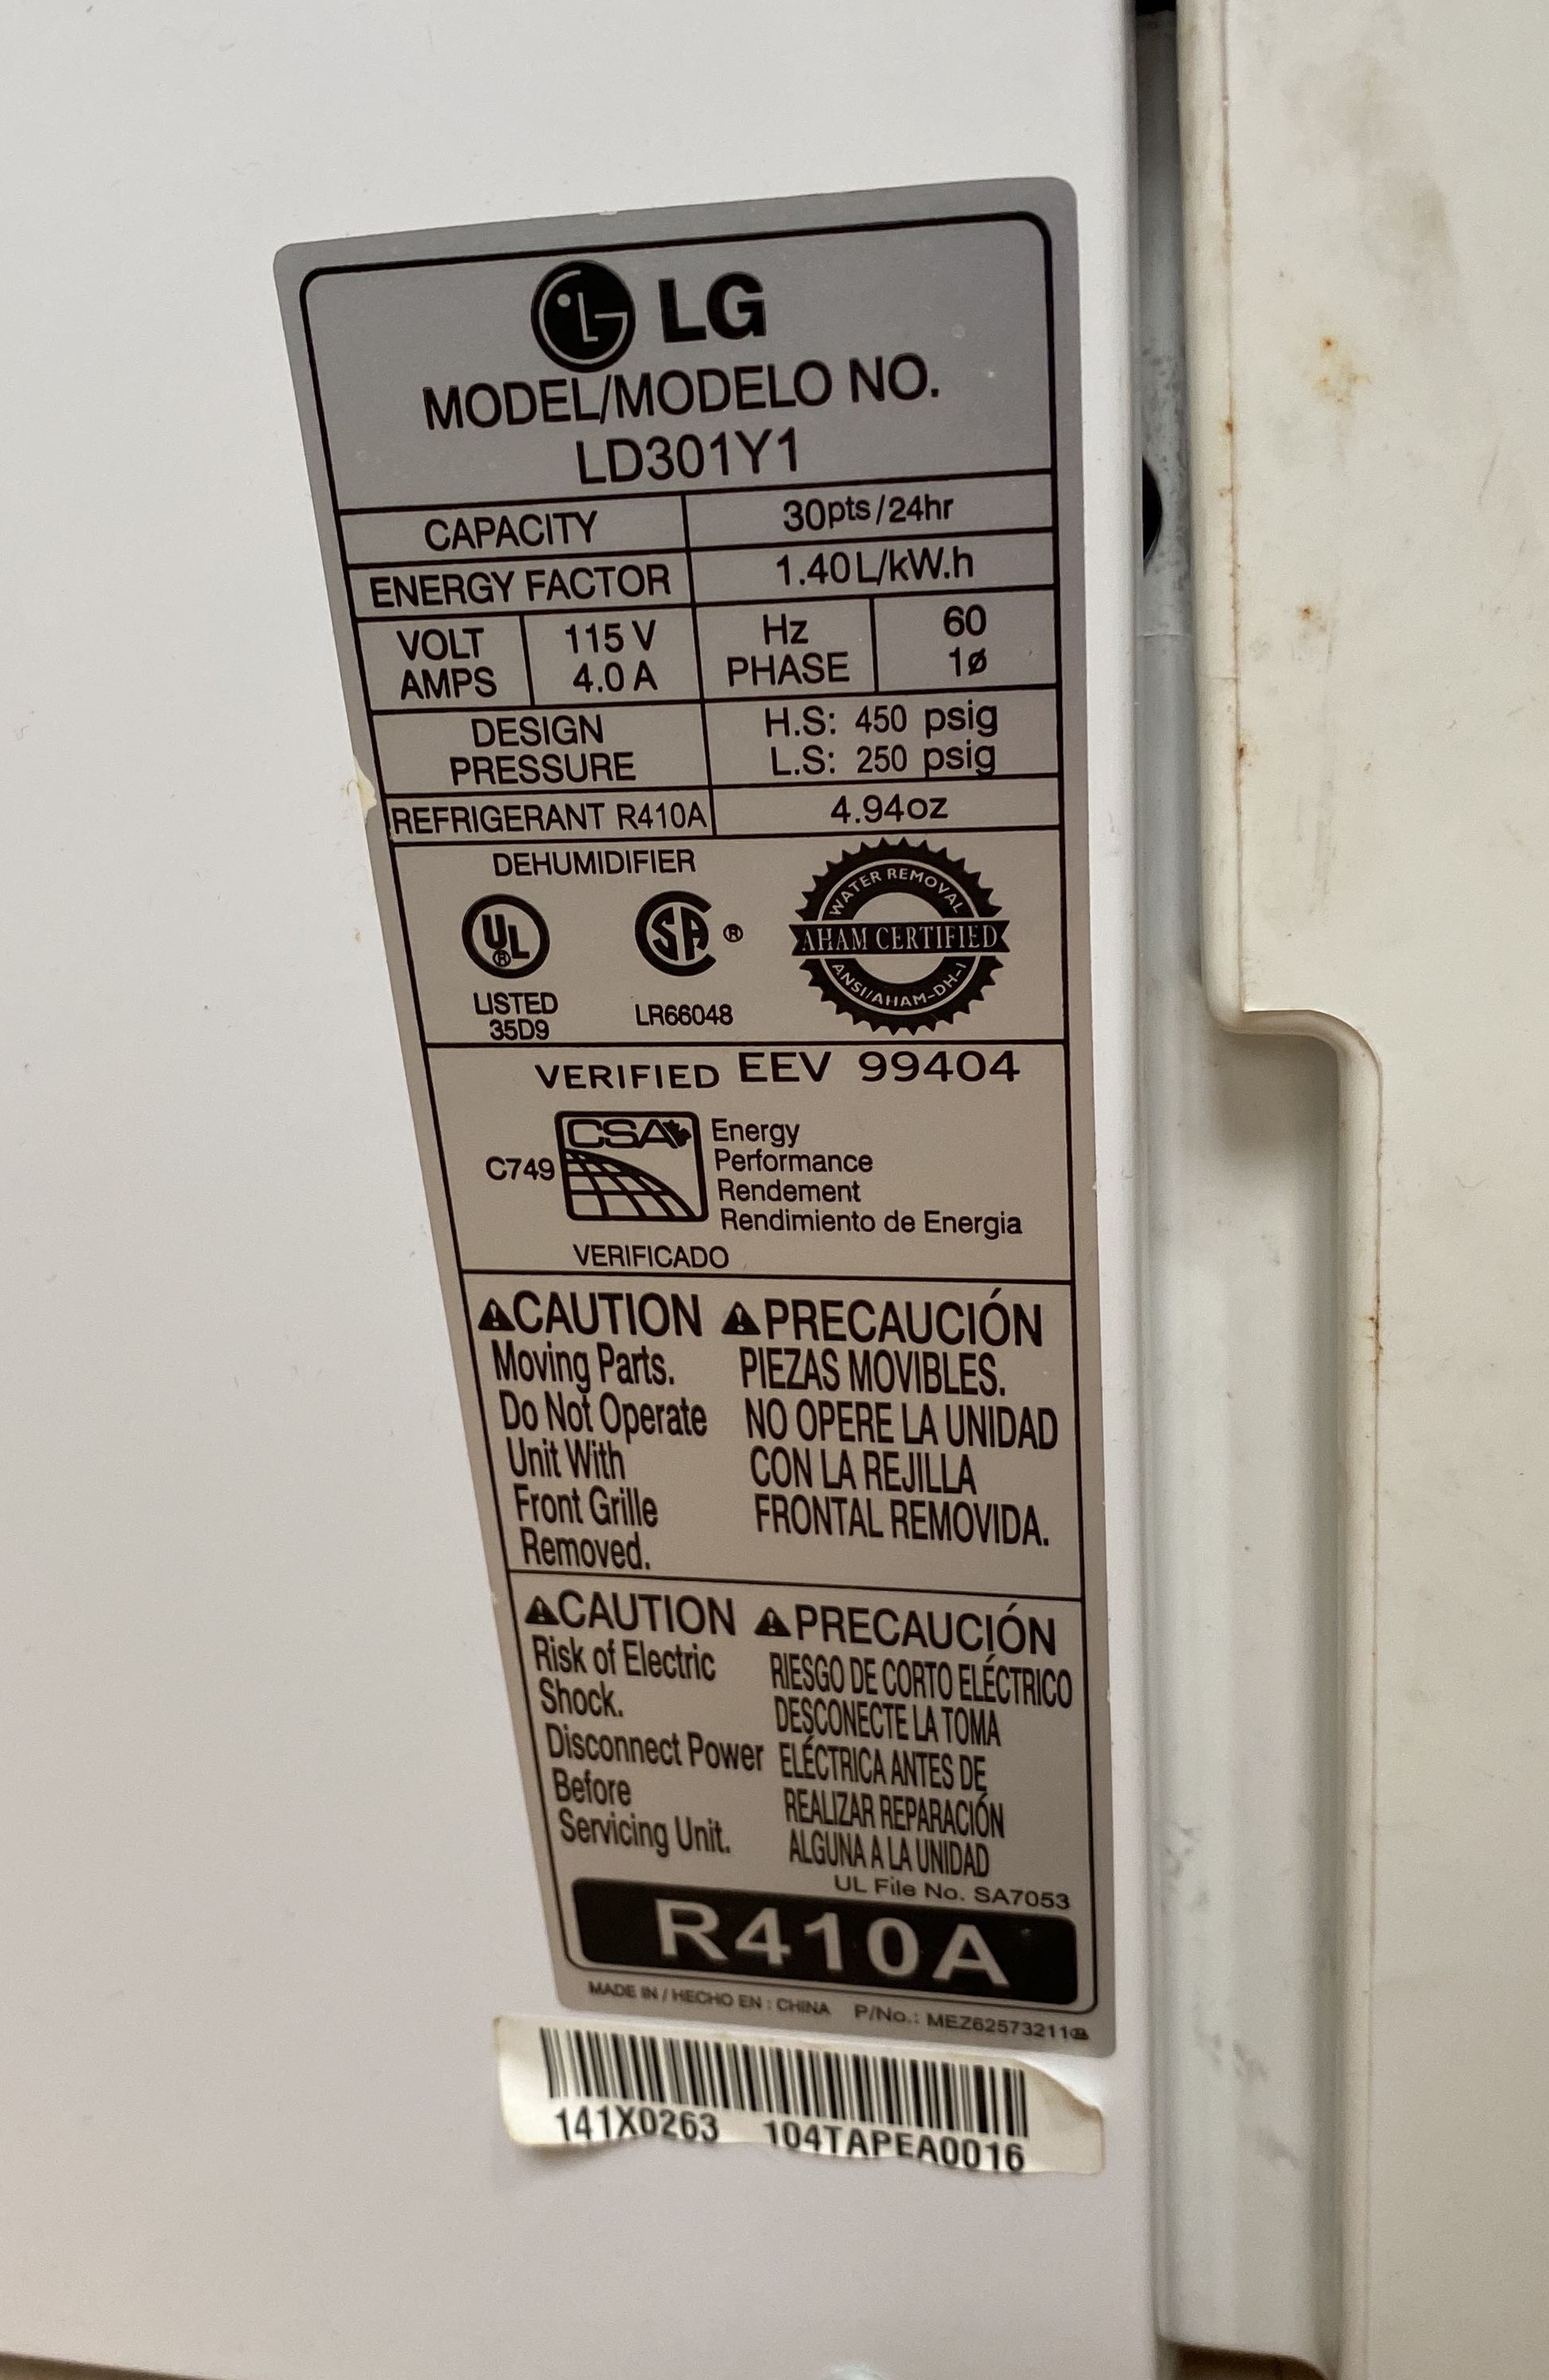 LG
MODEL/MODELO NO.
LD301Y1
CAPACITY 30pts/24hr
ENERGY FACTOR 1.40L/kW.h
VOLT 115 V Hz 60
AMPS 4.0 A PHASE 1ø
DESIGN PRESSURE H.S: 450 psig
L.S: 250 psig
REFRIGERANT R410A 4.94oz
DEHUMIDIFIER
UL®
LISTED
35D9
SA ®
LR66048
WATER REMOVAL
AHAM CERTIFIED
ANSI/AHAM-DH-1
VERIFIED EEV 99404
C749 CSA Energy
Performance
Rendement
Rendimiento de Energia
VERIFICADO
CAUTION
Moving Parts.
Do Not Operate
Unit With
Front Grille
Removed.
PRECAUCIÓN
PIEZAS MOVIBLES.
NO OPERE LA UNIDAD
CON LA REJILLA
FRONTAL REMOVIDA.
CAUTION
Risk of Electric
Shock.
Disconnect Power
Before
Servicing Unit.
PRECAUCIÓN
RIESGO DE CORTO ELÉCTRICO
DESCONECTE LA TOMA
ELÉCTRICA ANTES DE
REALIZAR REPARACIÓN
ALGUNA A LA UNIDAD
UL File No. SA7053
R410A
MADE IN / HECHO EN : CHINA P/No.: MEZ62573211
141X0263 104TAPEA0016